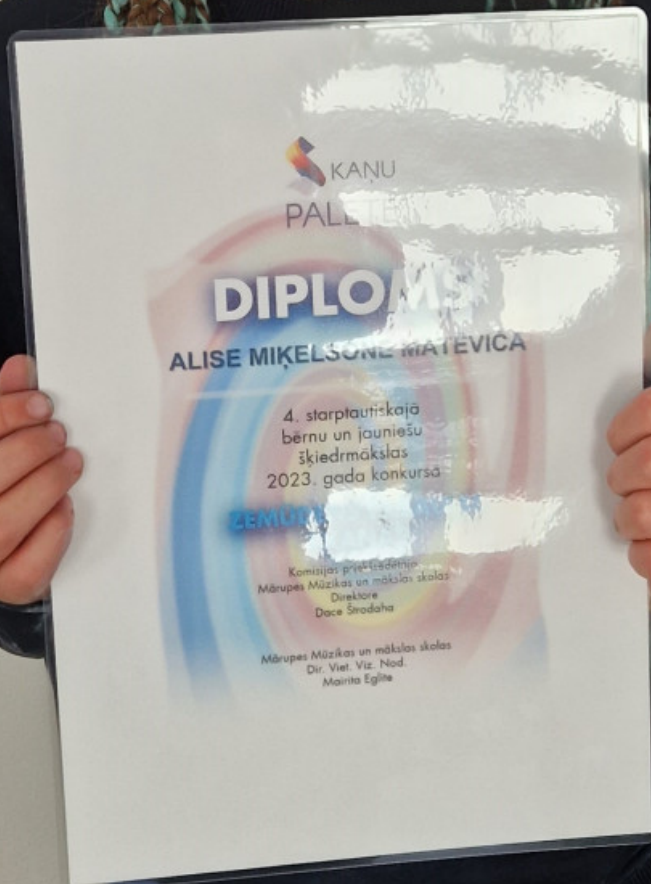 KAŅU
DIPLOMS
ALISE MIĶELSONE MATEVIČA
4. starptautiskajā
bērnu un jauniešu
šķiedrmākslas
2023. gada konkursā
Komisijas priekšsēdētāja
Mārupes Mūzikas un mākslas skolas
Direktore
Dace Štrodaha
Mārupes Mūzikas un mākslas skolas
Dir. Viet. Viz. Nod.
Mairita Eglīte